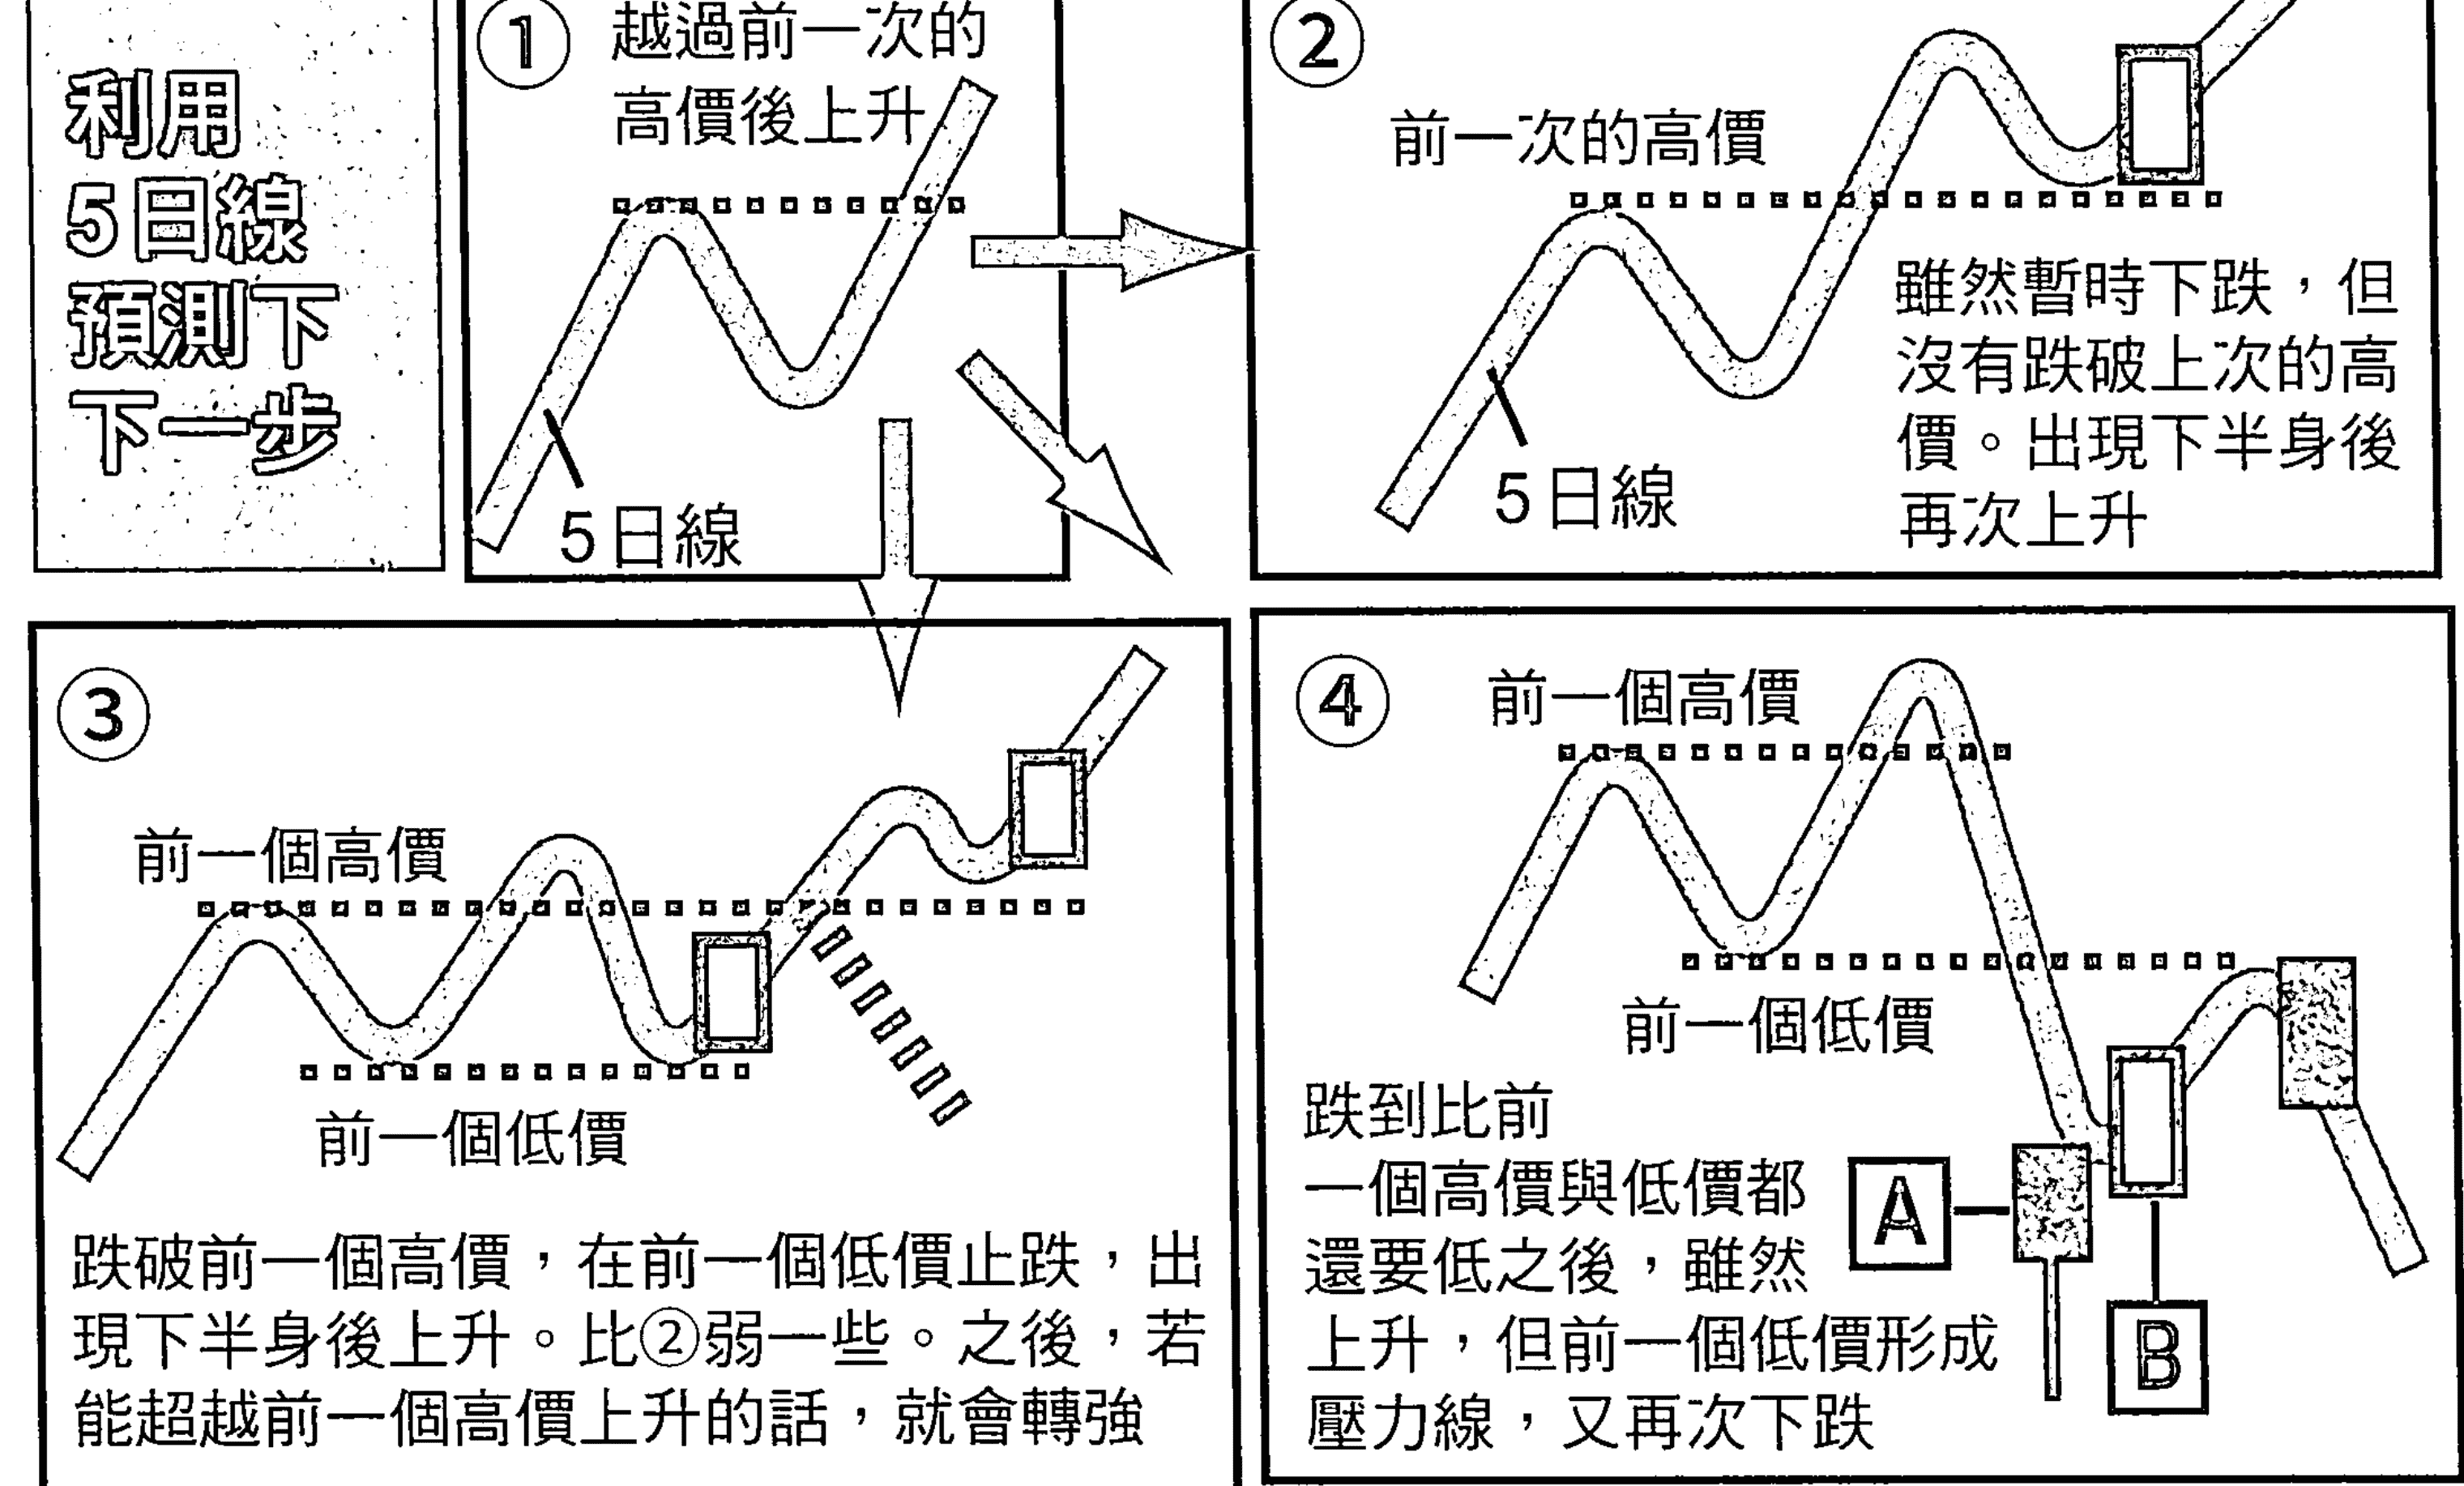 利用
5日線
預測下
下一步
①
越過前一次的
高價後上升
5日線
②
前一次的高價
5日線
雖然暫時下跌，但
沒有跌破上次的高
價。出現下半身後
再次上升
③
前一個高價
前一個低價
跌破前一個高價，在前一個低價止跌，出
現下半身後上升。比②弱一些。之後，若
能超越前一個高價上升的話，就會轉強
④
前一個高價
前一個低價
跌到比前
一個高價與低價都
還要低之後，雖然
上升，但前一個低價形成
壓力線，又再次下跌
A
B